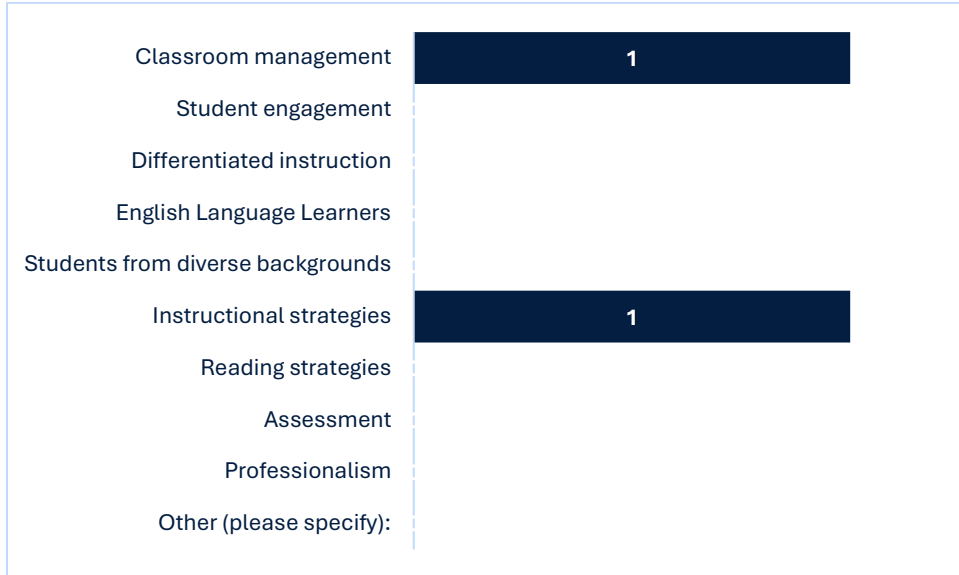 Classroom management 1
Student engagement
Differentiated instruction
English Language Learners
Students from diverse backgrounds
Instructional strategies 1
Reading strategies
Assessment
Professionalism
Other (please specify):